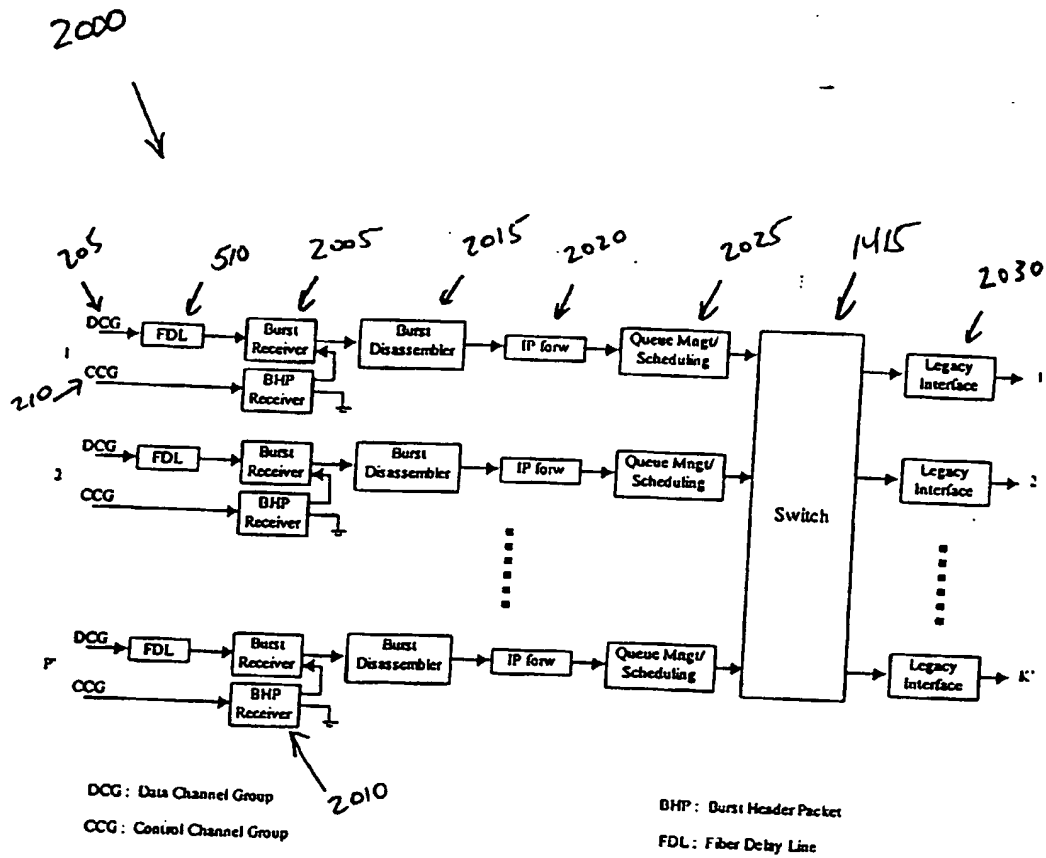 2000
205
510
2005
2015
2020
2025
1415
2030
DCG
FDL
Burst Receiver
Burst Disassembler
IP forw
Queue Mngt/ Scheduling
Legacy Interface
1
1
CCG
210
BHP Receiver
DCG
FDL
Burst Receiver
Burst Disassembler
IP forw
Queue Mngt/ Scheduling
Legacy Interface
2
2
CCG
BHP Receiver
Switch
DCG
FDL
Burst Receiver
Burst Disassembler
IP forw
Queue Mngt/ Scheduling
Legacy Interface
K'
P'
CCG
BHP Receiver
2010
DCG : Data Channel Group
CCG : Control Channel Group
BHP : Burst Header Packet
FDL : Fiber Delay Line